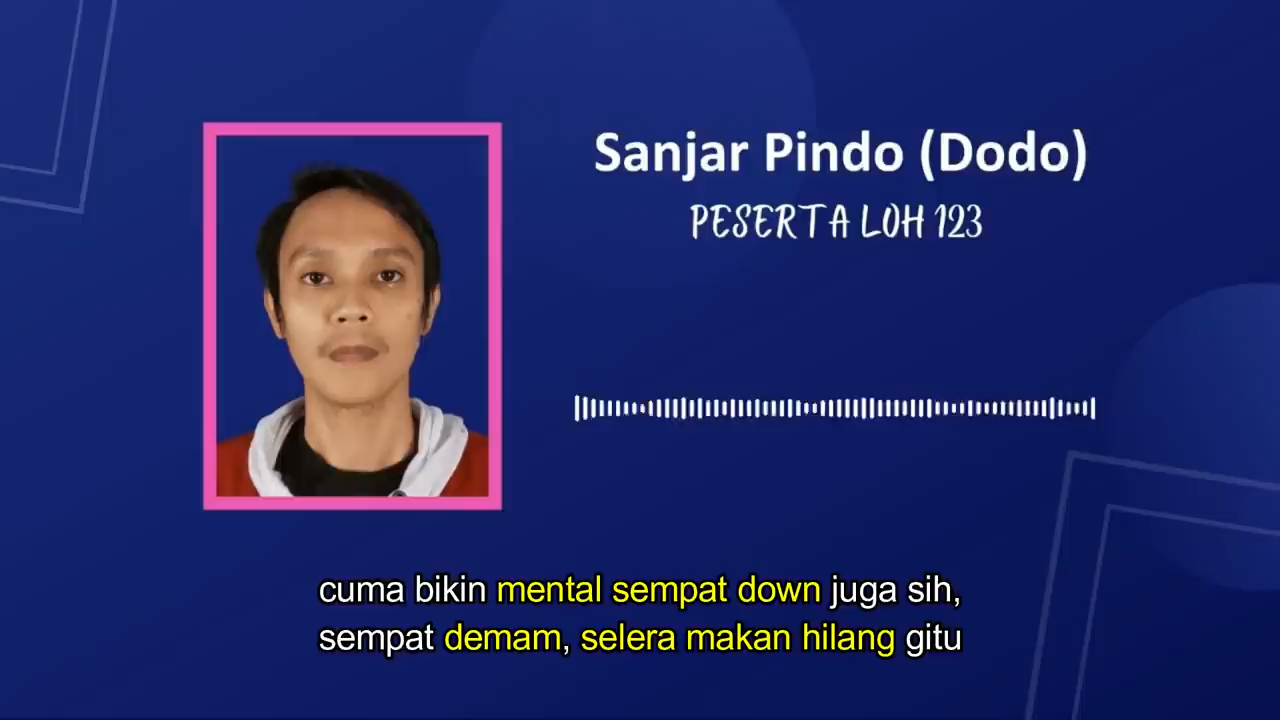 Sanjar Pindo (Dodo)
PESERTA LOH 123
cuma bikin mental sempat down juga sih,
sempat demam, selera makan hilang gitu